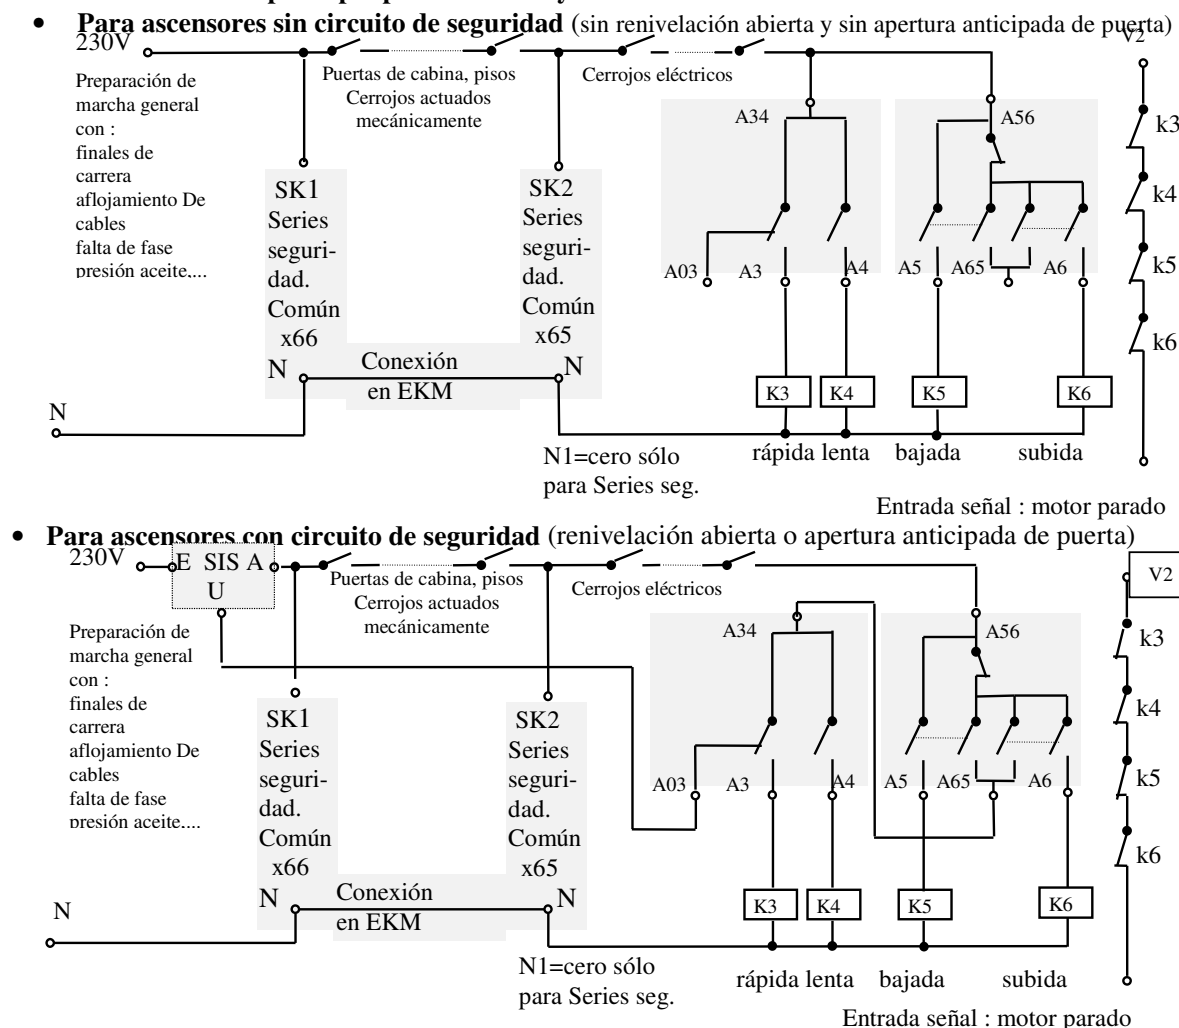 • Para ascensores sin circuito de seguridad (sin renivelación abierta y sin apertura anticipada de puerta)
230V
V2
Preparación de
marcha general
con :
finales de
carrera
aflojamiento De
cables
falta de fase
presión aceite,...
Puertas de cabina, pisos
Cerrojos actuados
mecánicamente
Cerrojos eléctricos
A34
A56
k3
k4
k5
k6
SK1
Series
seguri-
dad.
Común
x66
N
SK2
Series
seguri-
dad.
Común
x65
N
A03
A3
A4
A5
A65
A6
Conexión
en EKM
K3
K4
K5
K6
N
N1=cero sólo
para Series seg.
rápida lenta
bajada
subida
Entrada señal : motor parado
• Para ascensores con circuito de seguridad (renivelación abierta o apertura anticipada de puerta)
230V
E SIS A
U
V2
Preparación de
marcha general
con :
finales de
carrera
aflojamiento De
cables
falta de fase
presión aceite,...
Puertas de cabina, pisos
Cerrojos actuados
mecánicamente
Cerrojos eléctricos
A34
A56
k3
k4
k5
k6
SK1
Series
seguri-
dad.
Común
x66
N
SK2
Series
seguri-
dad.
Común
x65
N
A03
A3
A4
A5
A65
A6
Conexión
en EKM
K3
K4
K5
K6
N
N1=cero sólo
para Series seg.
rápida lenta
bajada
subida
Entrada señal : motor parado